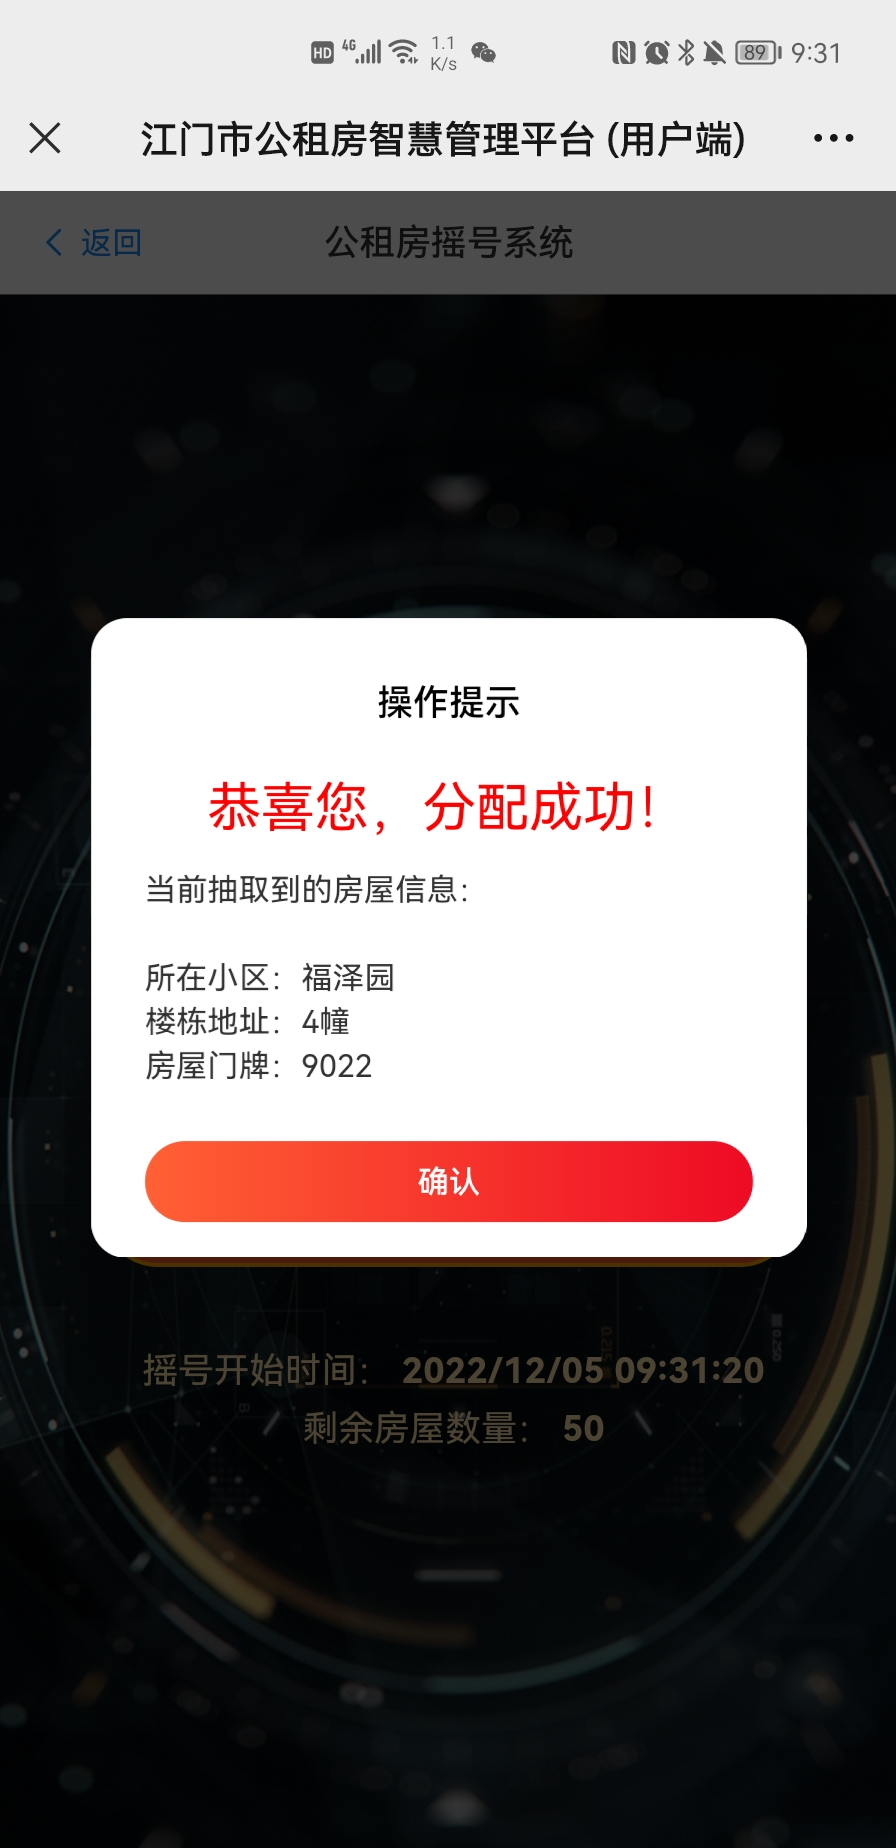 HD 4G 1.1 K/s 89 9:31
江门市公租房智慧管理平台 (用户端)
返回 公租房摇号系统
操作提示
恭喜您，分配成功！
当前抽取到的房屋信息：
所在小区：福泽园
楼栋地址：4幢
房屋门牌：9022
确认
摇号开始时间： 2022/12/05 09:31:20
剩余房屋数量： 50